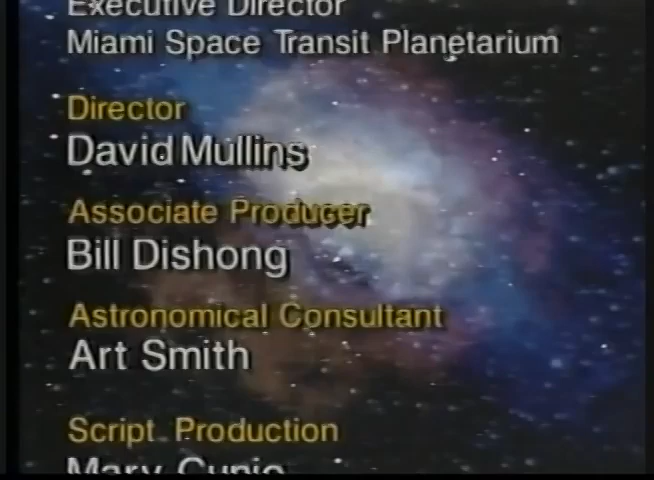 Executive Director
Miami Space Transit Planetarium
Director
David Mullins
Associate Producer
Bill Dishong
Astronomical Consultant
Art Smith
Script Production
Mary